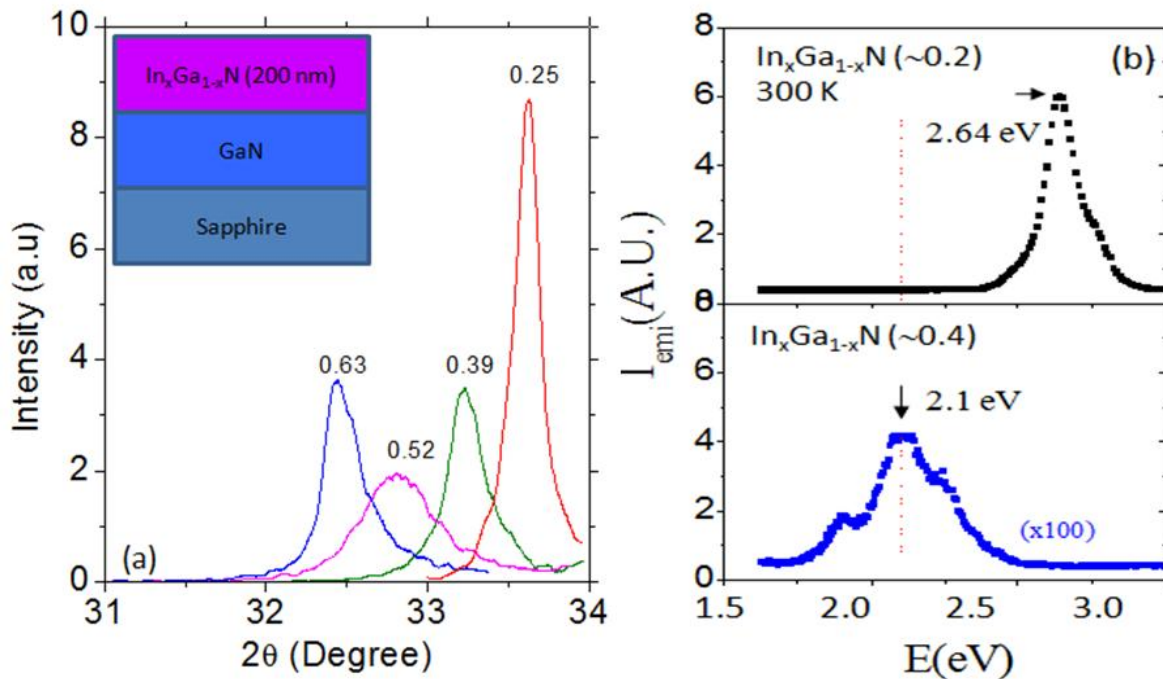 10
8
6
4
2
0
Intensity (a.u)
InₓGa₁₋ₓN (200 nm)
GaN
Sapphire
0.25
0.63
0.39
0.52
(a)
31
32
33
34
2θ (Degree)
8
6
4
2
8
6
4
2
0
I_emi (A.U.)
InₓGa₁₋ₓN (~0.2)
(b)
300 K
2.64 eV
InₓGa₁₋ₓN (~0.4)
2.1 eV
(x100)
1.5
2.0
2.5
3.0
E(eV)